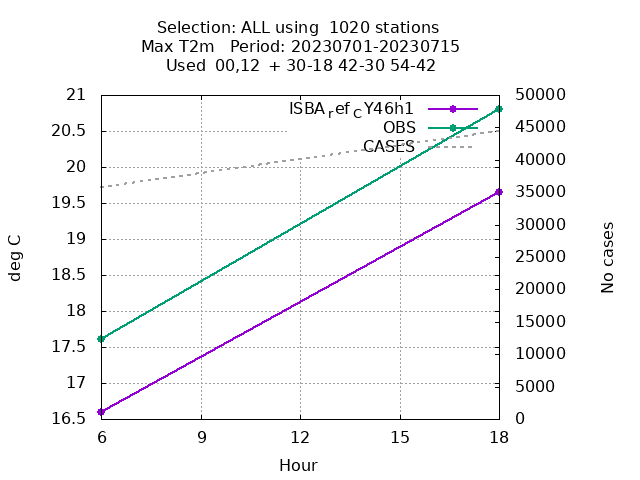 Selection: ALL using  1020 stations
Max T2m   Period: 20230701-20230715
Used  00,12  + 30-18 42-30 54-42
ISBA_ref_CY46h1
OBS
CASES
21
20.5
20
19.5
19
18.5
18
17.5
17
16.5
50000
45000
40000
35000
30000
25000
20000
15000
10000
5000
0
deg C
No cases
6 9 12 15 18
Hour